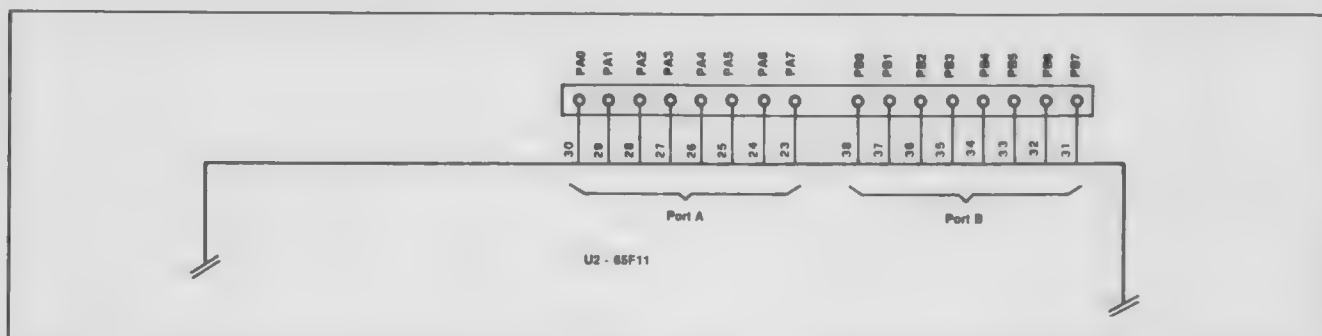 PA0 PA1 PA2 PA3 PA4 PA5 PA6 PA7 PB0 PB1 PB2 PB3 PB4 PB5 PB6 PB7
30 29 28 27 26 25 24 23 38 37 36 35 34 33 32 31
Port A Port B
U2 - 65F11